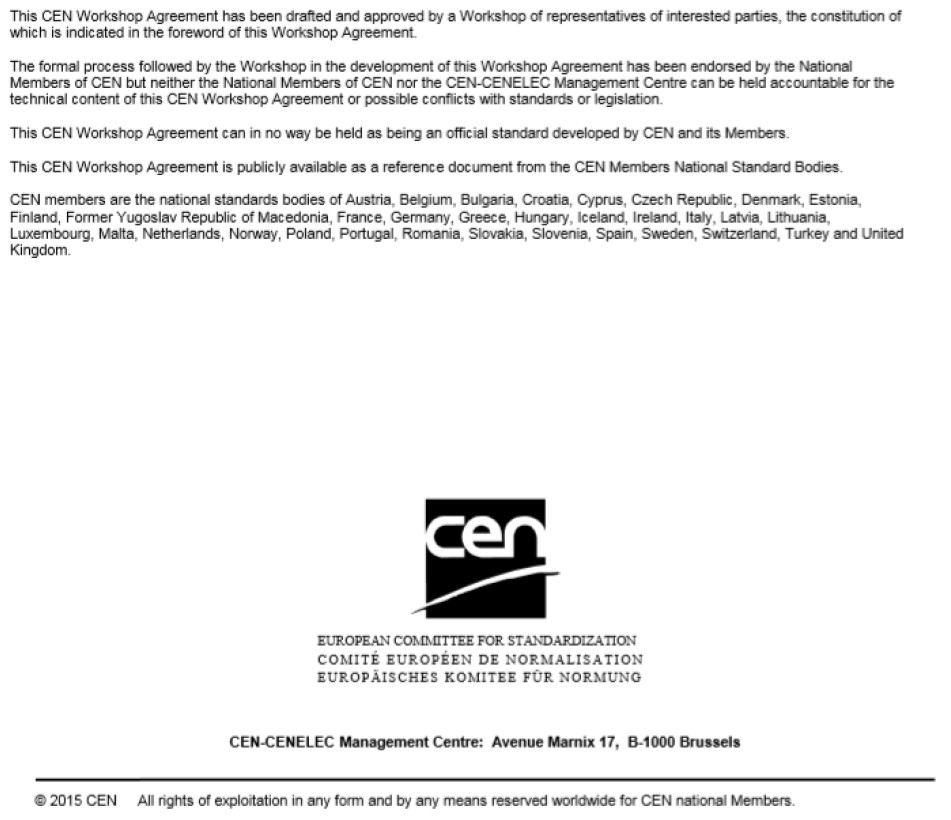 This CEN Workshop Agreement has been drafted and approved by a Workshop of representatives of interested parties, the constitution of
which is indicated in the foreword of this Workshop Agreement.
The formal process followed by the Workshop in the development of this Workshop Agreement has been endorsed by the National
Members of CEN but neither the National Members of CEN nor the CEN-CENELEC Management Centre can be held accountable for the
technical content of this CEN Workshop Agreement or possible conflicts with standards or legislation.
This CEN Workshop Agreement can in no way be held as being an official standard developed by CEN and its Members.
This CEN Workshop Agreement is publicly available as a reference document from the CEN Members National Standard Bodies.
CEN members are the national standards bodies of Austria, Belgium, Bulgaria, Croatia, Cyprus, Czech Republic, Denmark, Estonia,
Finland, Former Yugoslav Republic of Macedonia, France, Germany, Greece, Hungary, Iceland, Ireland, Italy, Latvia, Lithuania,
Luxembourg, Malta, Netherlands, Norway, Poland, Portugal, Romania, Slovakia, Slovenia, Spain, Sweden, Switzerland, Turkey and United
Kingdom.
cen
EUROPEAN COMMITTEE FOR STANDARDIZATION
COMITÉ EUROPÉEN DE NORMALISATION
EUROPÄISCHES KOMITEE FÜR NORMUNG
CEN-CENELEC Management Centre: Avenue Marnix 17, B-1000 Brussels
© 2015 CEN All rights of exploitation in any form and by any means reserved worldwide for CEN national Members.